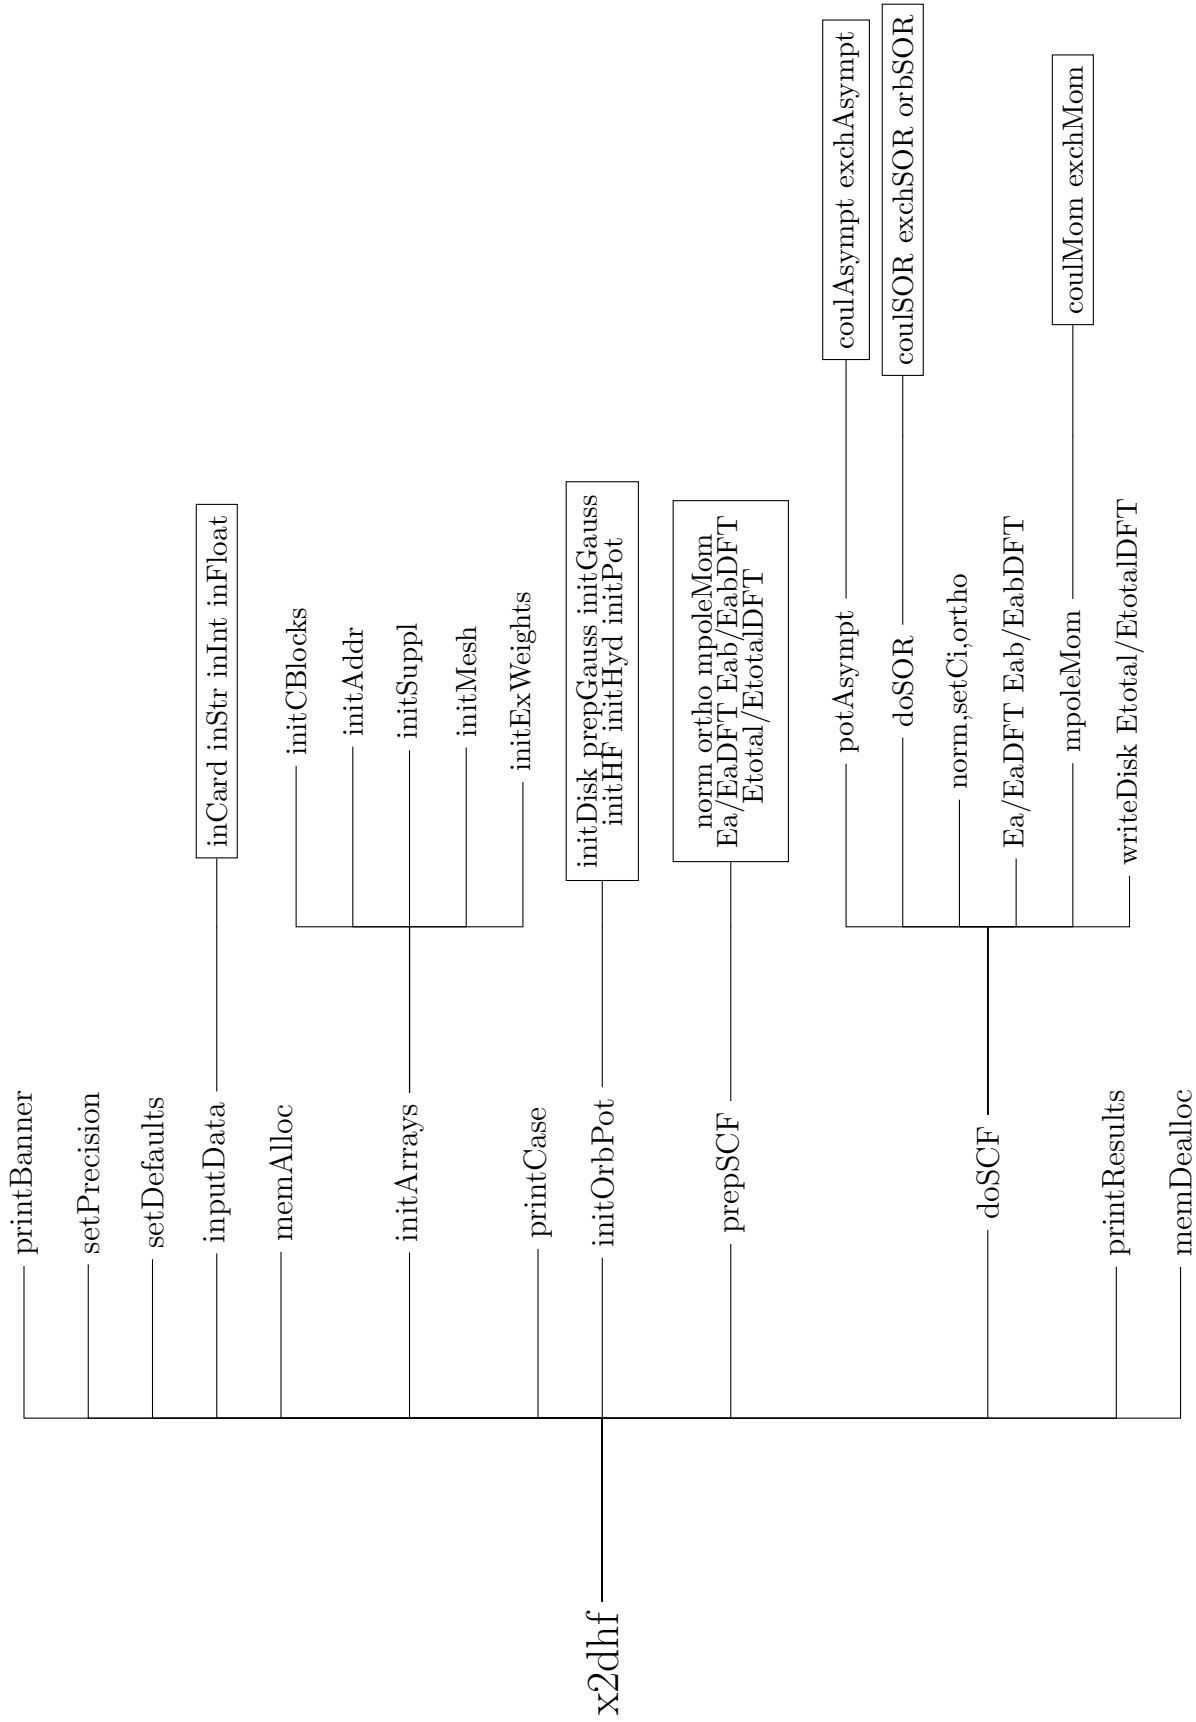 x2dhf
printBanner
setPrecision
setDefaults
inputData
inCard inStr inInt inFloat
memAlloc
initArrays
initCBlocks
initAddr
initSuppl
initMesh
initExWeights
printCase
initOrbPot
initDisk prepGauss initGauss
initHF initHyd initPot
prepSCF
norm ortho mpoleMom
Ea/EaDFT Eab/EabDFT
Etotal/EtotalDFT
doSCF
potAsympt
coulAsympt exchAsympt
doSOR
coulSOR exchSOR orbSOR
norm,setCi,ortho
Ea/EaDFT Eab/EabDFT
mpoleMom
coulMom exchMom
writeDisk Etotal/EtotalDFT
printResults
memDealloc